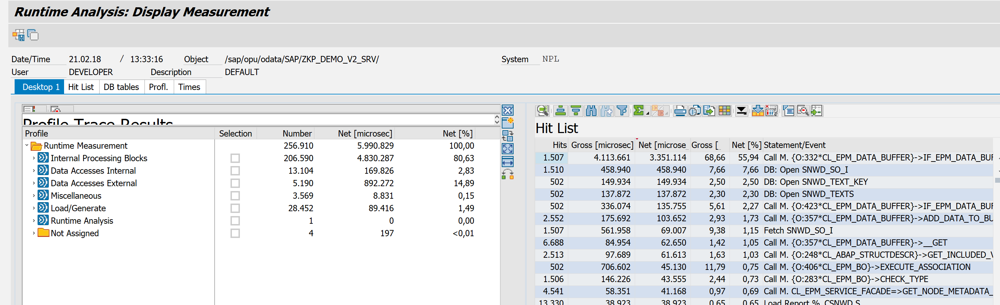 Runtime Analysis: Display Measurement
Date/Time 21.02.18 / 13:33:16 Object /sap/opu/odata/SAP/ZKP_DEMO_V2_SRV/ System NPL
User DEVELOPER Description DEFAULT
Desktop 1 Hit List DB tables Profl. Times
Profile Trace Results
Profile Selection Number Net [microsec] Net [%]
Runtime Measurement 256.910 5.990.829 100,00
Internal Processing Blocks 206.590 4.830.287 80,63
Data Accesses Internal 13.104 169.826 2,83
Data Accesses External 5.190 892.272 14,89
Miscellaneous 3.569 8.831 0,15
Load/Generate 28.452 89.416 1,49
Runtime Analysis 1 0 0,00
Not Assigned 4 197 <0,01
Hit List
Hits Gross [microsec] Net [microse.. Gross [.. Net [%] Statement/Event
1.507 4.113.661 3.351.114 68,66 55,94 Call M. {O:332*CL_EPM_DATA_BUFFER}->IF_EPM_DATA_BUF
1.510 458.940 458.940 7,66 7,66 DB: Open SNWD_SO_I
502 149.934 149.934 2,50 2,50 DB: Open SNWD_TEXT_KEY
502 137.872 137.872 2,30 2,30 DB: Open SNWD_TEXTS
502 336.074 135.755 5,61 2,27 Call M. {O:423*CL_EPM_DATA_BUFFER}->IF_EPM_DATA_BUF
2.552 175.692 103.652 2,93 1,73 Call M. {O:357*CL_EPM_DATA_BUFFER}->ADD_DATA_TO_BU
1.507 561.958 69.007 9,38 1,15 Fetch SNWD_SO_I
6.688 84.954 62.650 1,42 1,05 Call M. {O:357*CL_EPM_DATA_BUFFER}->__GET
2.513 97.689 61.613 1,63 1,03 Call M. {O:248*CL_ABAP_STRUCTDESCR}->GET_INCLUDED_V
502 706.602 45.130 11,79 0,75 Call M. {O:406*CL_EPM_BO}->EXECUTE_ASSOCIATION
1.506 146.226 43.555 2,44 0,73 Call M. {O:283*CL_EPM_BO}->CHECK_TYPE
4.541 58.351 41.168 0,97 0,69 Call M. CL_EPM_SERVICE_FACADE=>GET_NODE_METADATA_
13.330 38.923 38.923 0,65 0,65 Load Report %_CSNWD_S